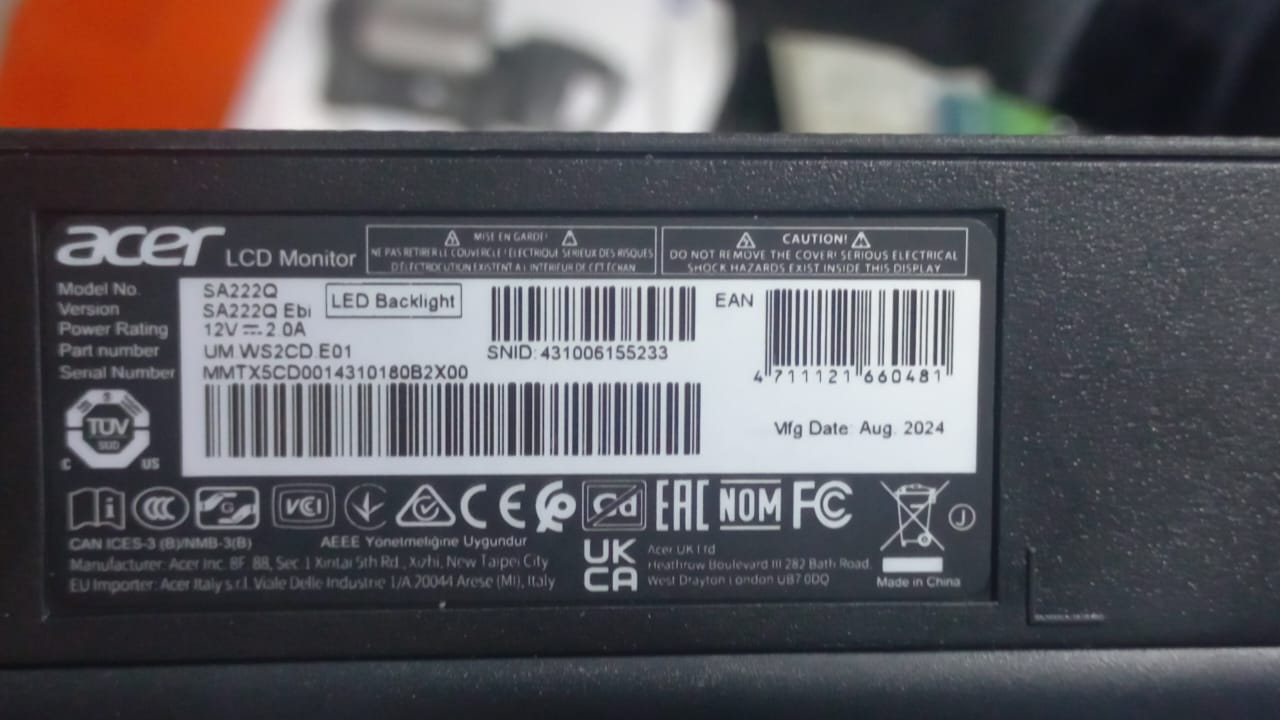 acer LCD Monitor
MISE EN GARDE!
NE PAS RETIRER LE COUVERCLE ! ELECTRIQUE SERIEUX DES RISQUES
D ÉLECTROCUTION EXISTENT A L INTERIEUR DE CET ÉCRAN
CAUTION!
DO NOT REMOVE THE COVER! SERIOUS ELECTRICAL
SHOCK HAZARDS EXIST INSIDE THIS DISPLAY
Model No. SA222Q
Version SA222Q Ebi
LED Backlight
Power Rating 12V 2.0A
Part number UM.WS2CD.E01
Serial Number MMTX5CD0014310180B2X00
SNID: 431006155233
EAN
4 711121 660481
Mfg Date: Aug. 2024
TÜV
SÜD
C US
CCC
G
VCI
CE
Cd
EAC
NOM
FC
J
CAN ICES-3 (B)/NMB-3(B)
AEEE Yönetmeliğine Uygundur
Manufacturer: Acer Inc. 8F, 88, Sec. 1 Xintai 5th Rd., Xizhi, New Taipei City
EU Importer: Acer Italy s.r.l. Viale Delle Industrie 1/A 20044 Arese (MI), Italy
UK
CA
Acer UK Ltd
Heathrow Boulevard III 282 Bath Road,
West Drayton London UB7 0DQ
Made in China